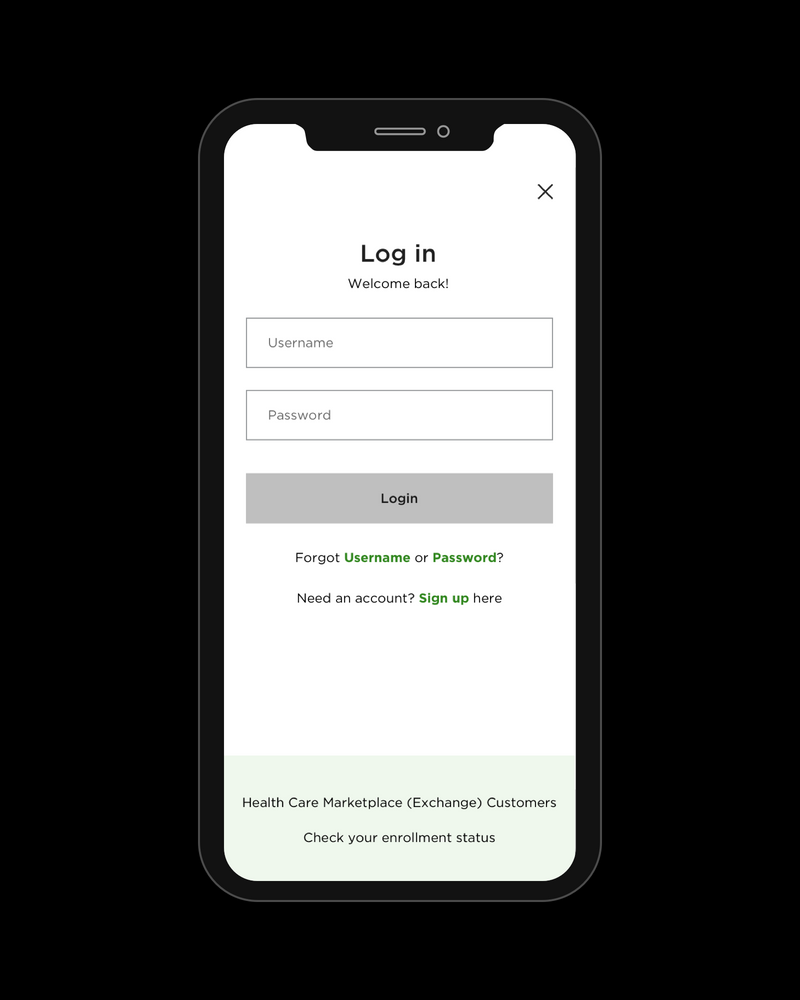 Log in
Welcome back!
Username
Password
Login
Forgot Username or Password?
Need an account? Sign up here
Health Care Marketplace (Exchange) Customers
Check your enrollment status